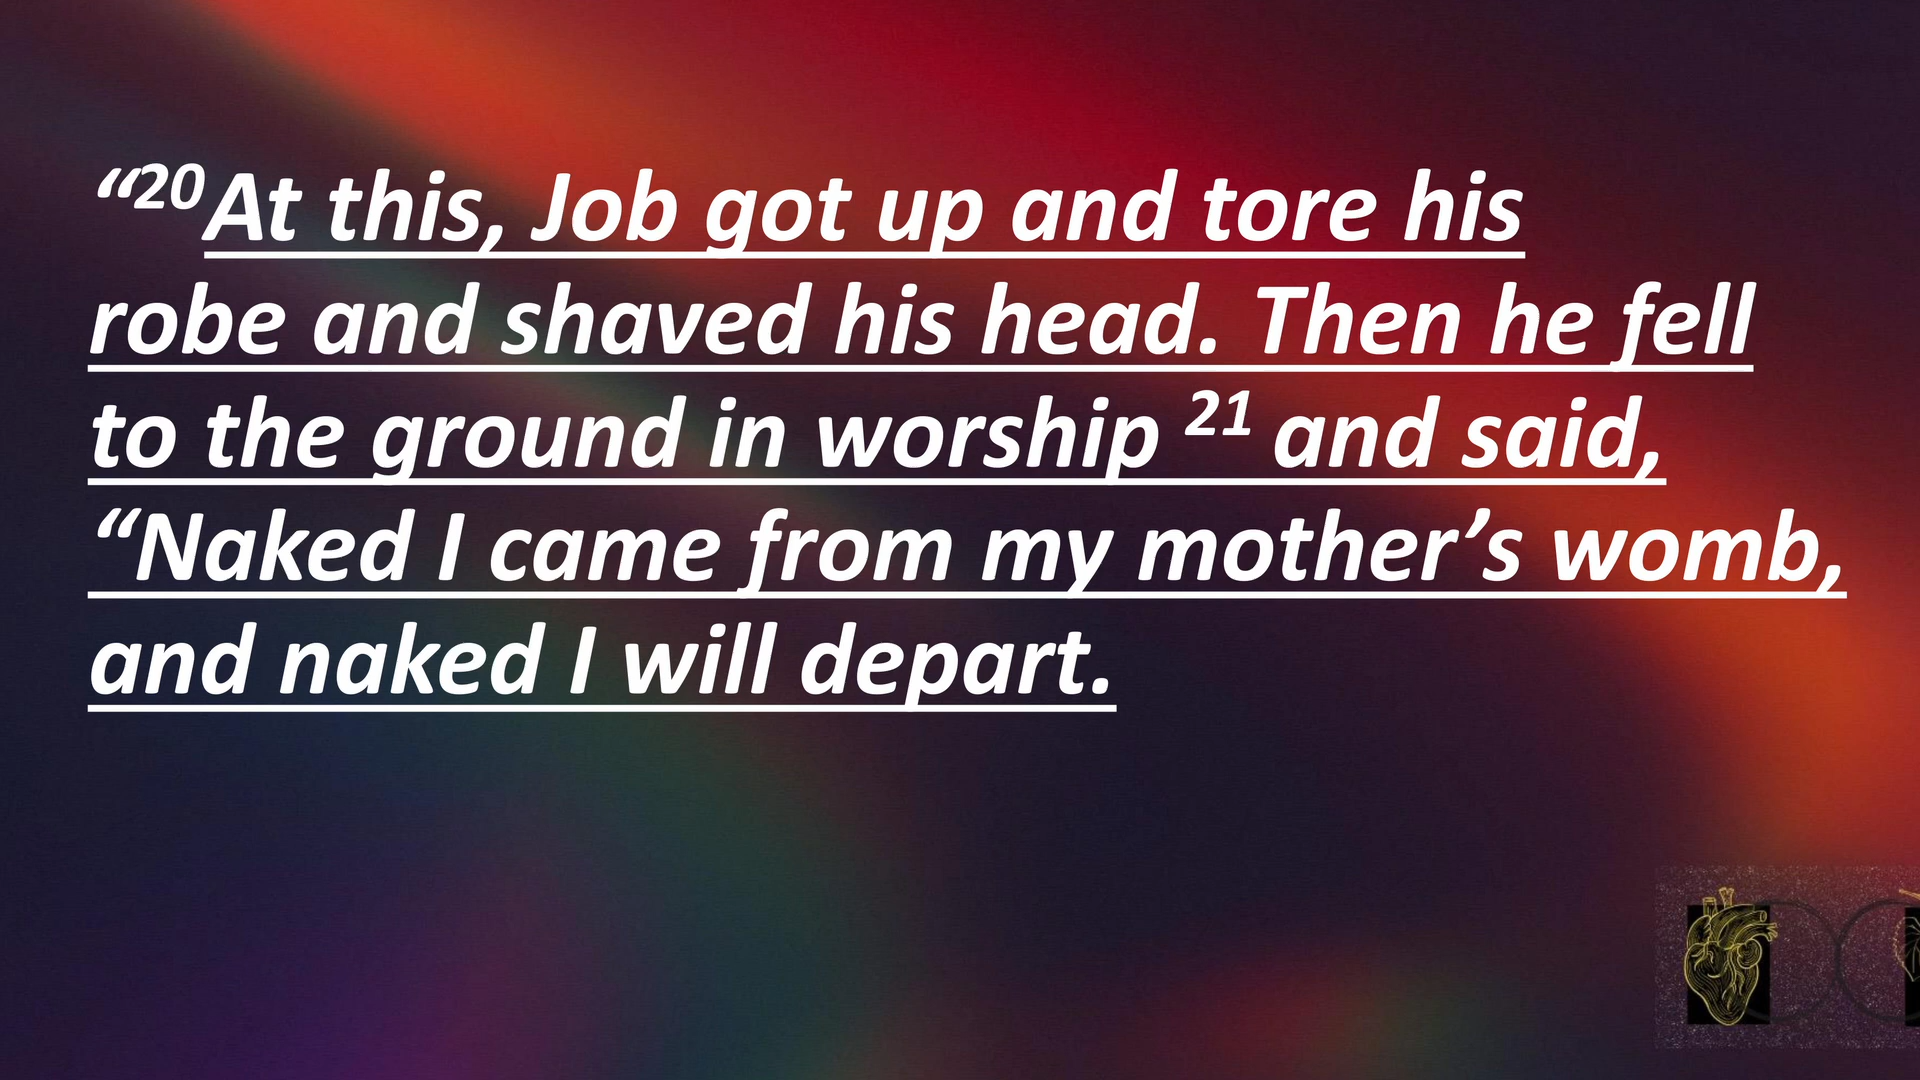 “20At this, Job got up and tore his
robe and shaved his head. Then he fell
to the ground in worship 21 and said,
“Naked I came from my mother’s womb,
and naked I will depart.